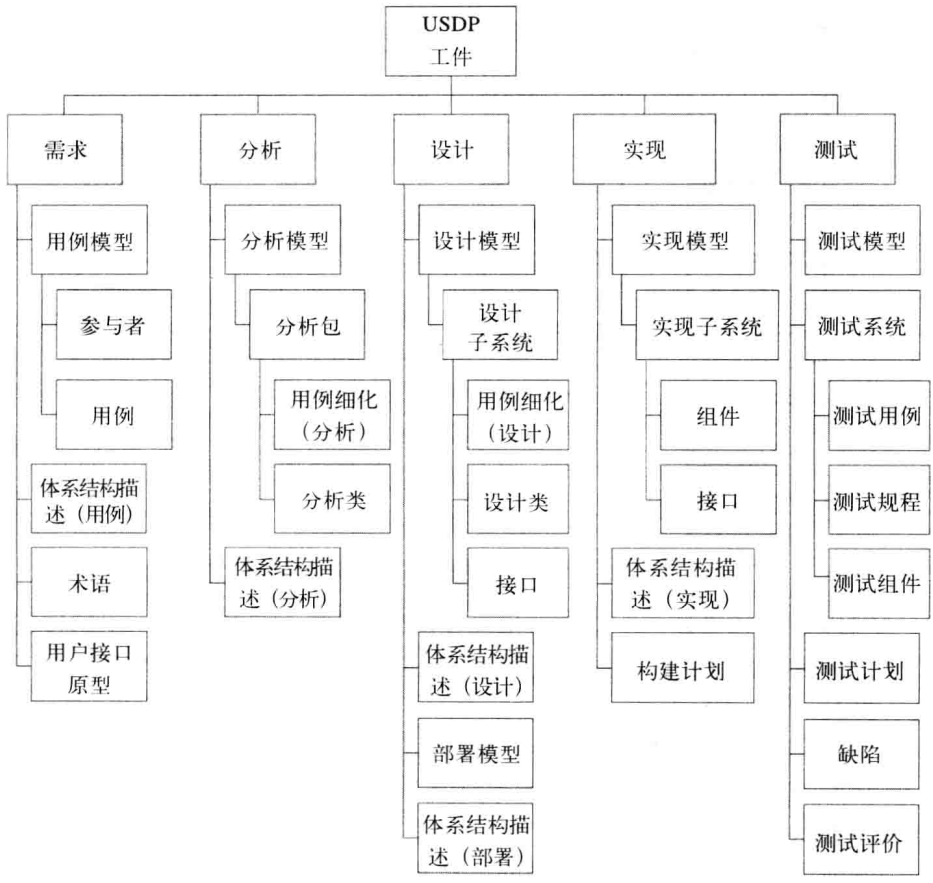 USDP
工件
需求
分析
设计
实现
测试
用例模型
参与者
用例
体系结构描
述（用例）
术语
用户接口
原型
分析模型
分析包
用例细化
（分析）
分析类
体系结构描
述（分析）
设计模型
设计
子系统
用例细化
（设计）
设计类
接口
体系结构描
述（设计）
部署模型
体系结构描
述（部署）
实现模型
实现子系统
组件
接口
体系结构描
述（实现）
构建计划
测试模型
测试系统
测试用例
测试规程
测试组件
测试计划
缺陷
测试评价